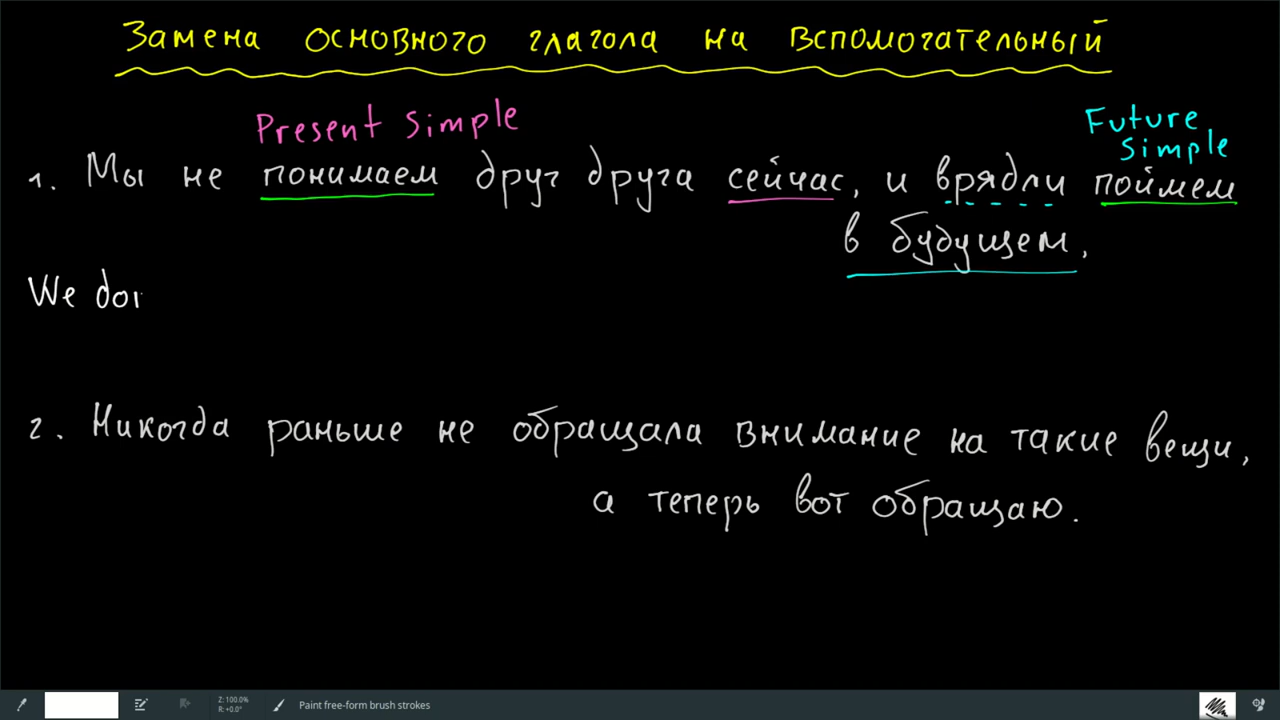 Замена основного глагола на вспомогательный
Present Simple
Future
Simple
1. Мы не понимаем друг друга сейчас, и врядли поймем
в будущем.
We don
2. Никогда раньше не обращала внимание на такие вещи,
а теперь вот обращаю.
Z: 100.0%
R: +0.0°
Paint free-form brush strokes